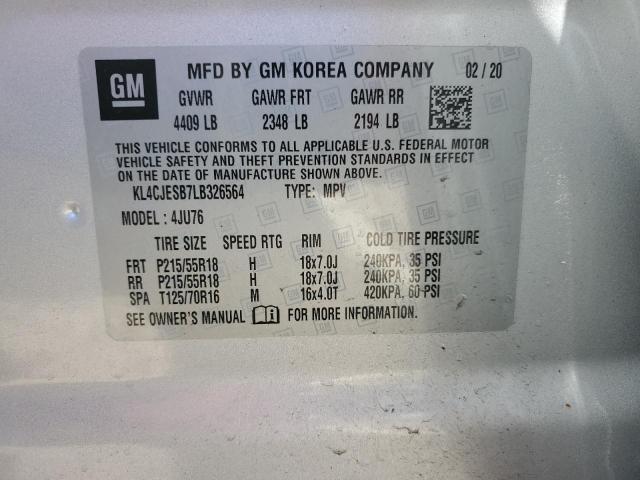 GM MFD BY GM KOREA COMPANY 02 / 20
GVWR GAWR FRT GAWR RR
4409 LB 2348 LB 2194 LB
THIS VEHICLE CONFORMS TO ALL APPLICABLE U.S. FEDERAL MOTOR
VEHICLE SAFETY AND THEFT PREVENTION STANDARDS IN EFFECT
ON THE DATE OF MANUFACTURE SHOWN ABOVE.
KL4CJESB7LB326564 TYPE: MPV
MODEL: 4JU76
TIRE SIZE SPEED RTG RIM COLD TIRE PRESSURE
FRT P215/55R18 H 18x7.0J 240KPA, 35 PSI
RR P215/55R18 H 18x7.0J 240KPA, 35 PSI
SPA T125/70R16 M 16x4.0T 420KPA, 60 PSI
SEE OWNER'S MANUAL FOR MORE INFORMATION.